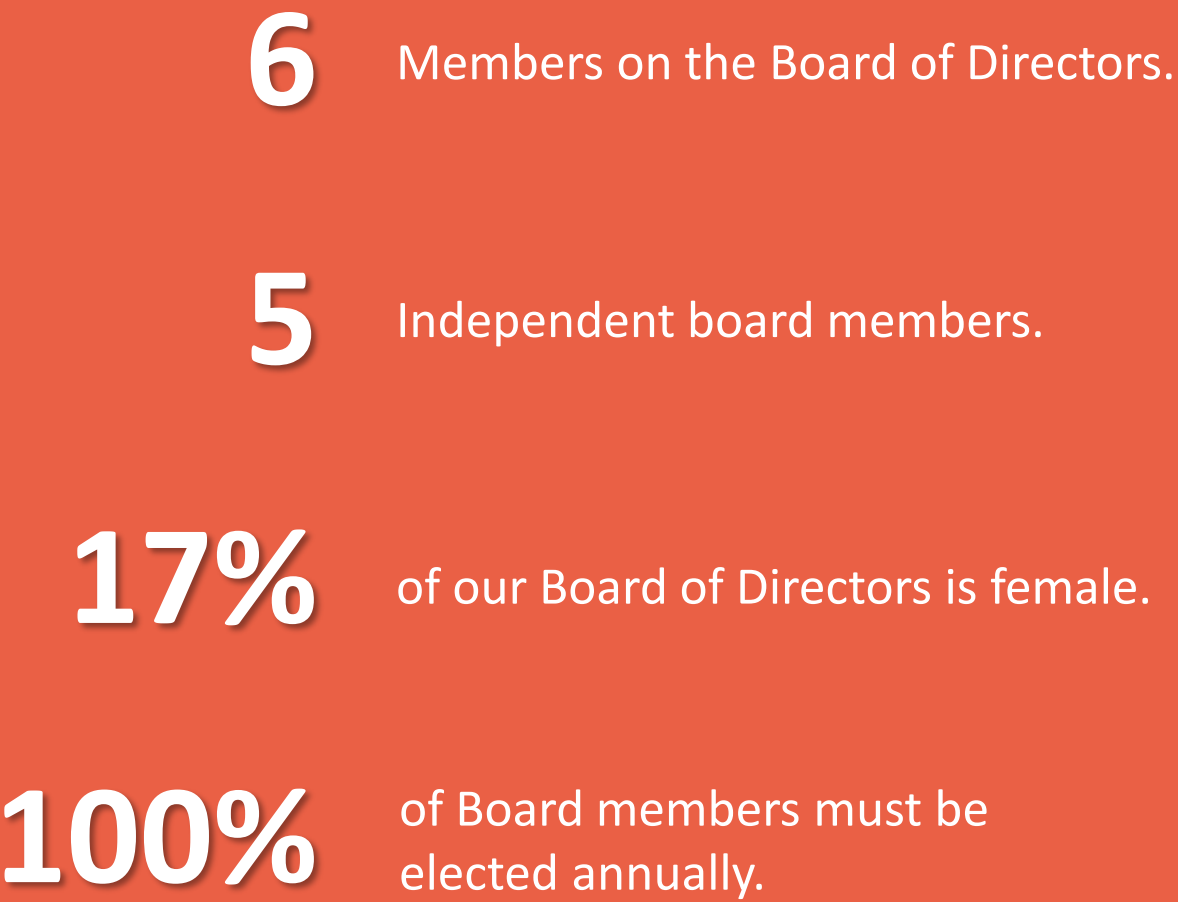 6 Members on the Board of Directors.
5 Independent board members.
17% of our Board of Directors is female.
100% of Board members must be
elected annually.